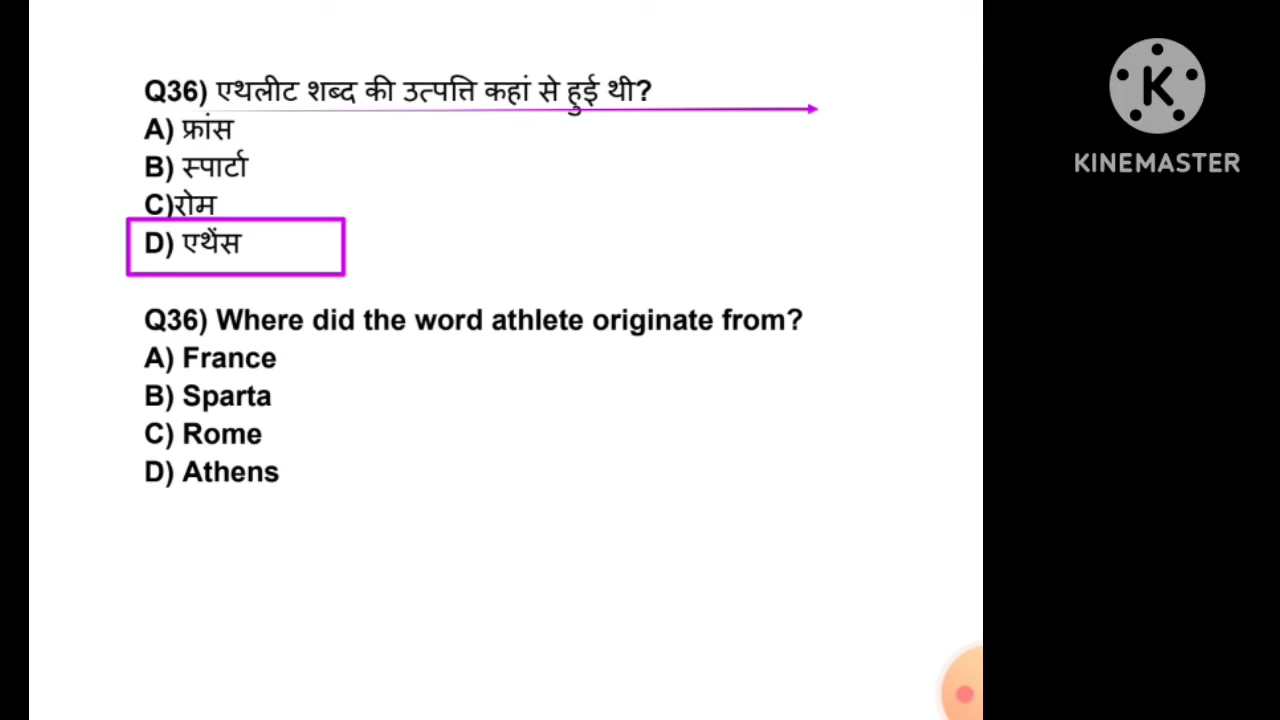 Q36) एथलीट शब्द की उत्पत्ति कहां से हुई थी?
A) फ्रांस
B) स्पार्टा
C)रोम
D) एथेंस
Q36) Where did the word athlete originate from?
A) France
B) Sparta
C) Rome
D) Athens
K
KINEMASTER